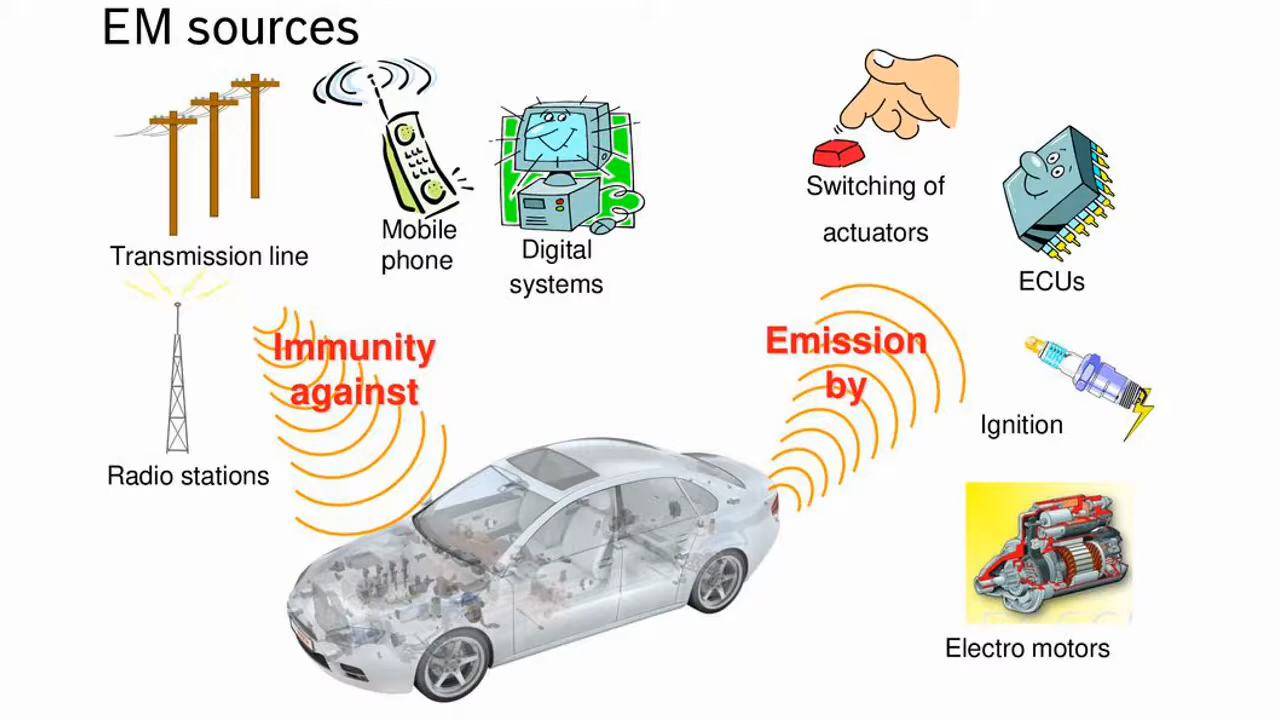 EM sources
Transmission line
Mobile
phone
Digital
systems
Switching of
actuators
ECUs
Immunity
against
Emission
by
Radio stations
Ignition
Electro motors